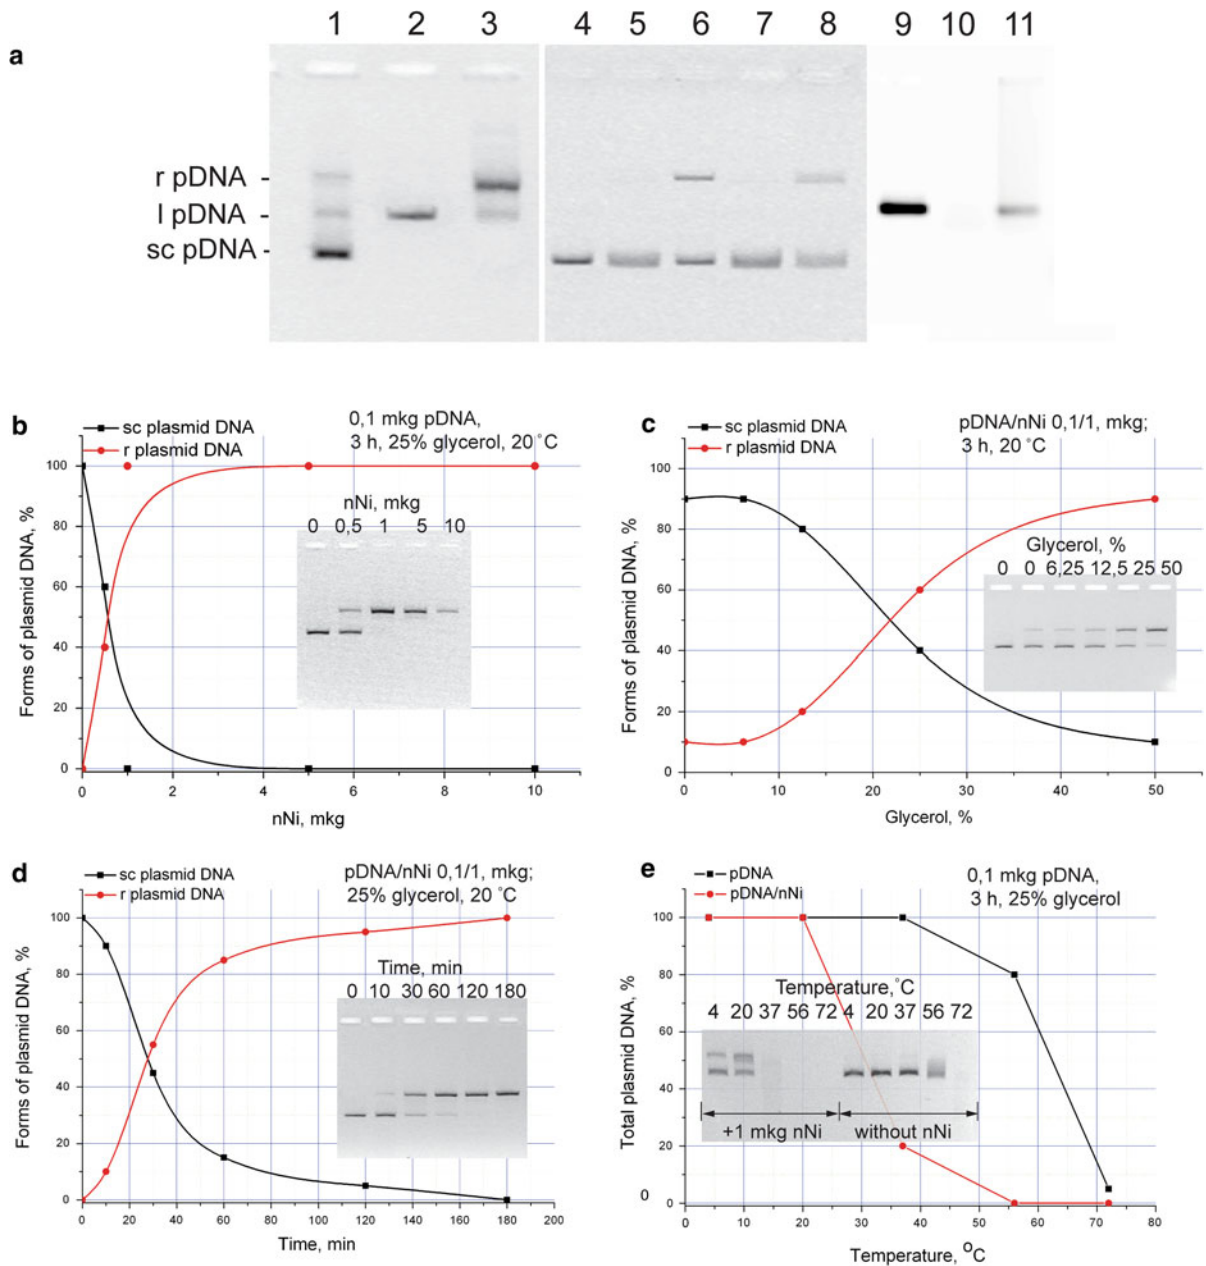 1 2 3 4 5 6 7 8 9 10 11
a
r pDNA -
l pDNA
sc pDNA -
b
sc plasmid DNA
r plasmid DNA
0,1 mkg pDNA,
3 h, 25% glycerol, 20 °C
Forms of plasmid DNA, %
100
80
60
40
20
0
nNi, mkg
0 0,5 1 5 10
0 2 4 6 8 10
nNi, mkg
c
sc plasmid DNA
r plasmid DNA
pDNA/nNi 0,1/1, mkg;
3 h, 20 °C
Forms of plasmid DNA, %
100
80
60
40
20
0
Glycerol, %
0 0 6,25 12,5 25 50
0 10 20 30 40 50
Glycerol, %
d
sc plasmid DNA
r plasmid DNA
pDNA/nNi 0,1/1, mkg;
25% glycerol, 20 °C
Forms of plasmid DNA, %
100
80
60
40
20
0
Time, min
0 10 30 60 120 180
0 20 40 60 80 100 120 140 160 180 200
Time, min
e
pDNA
pDNA/nNi
0,1 mkg pDNA,
3 h, 25% glycerol
Total plasmid DNA, %
100
80
60
40
20
0
0
Temperature,°C
4 20 37 56 72 4 20 37 56 72
+1 mkg nNi without nNi
0 10 20 30 40 50 60 70 80
Temperature, °C